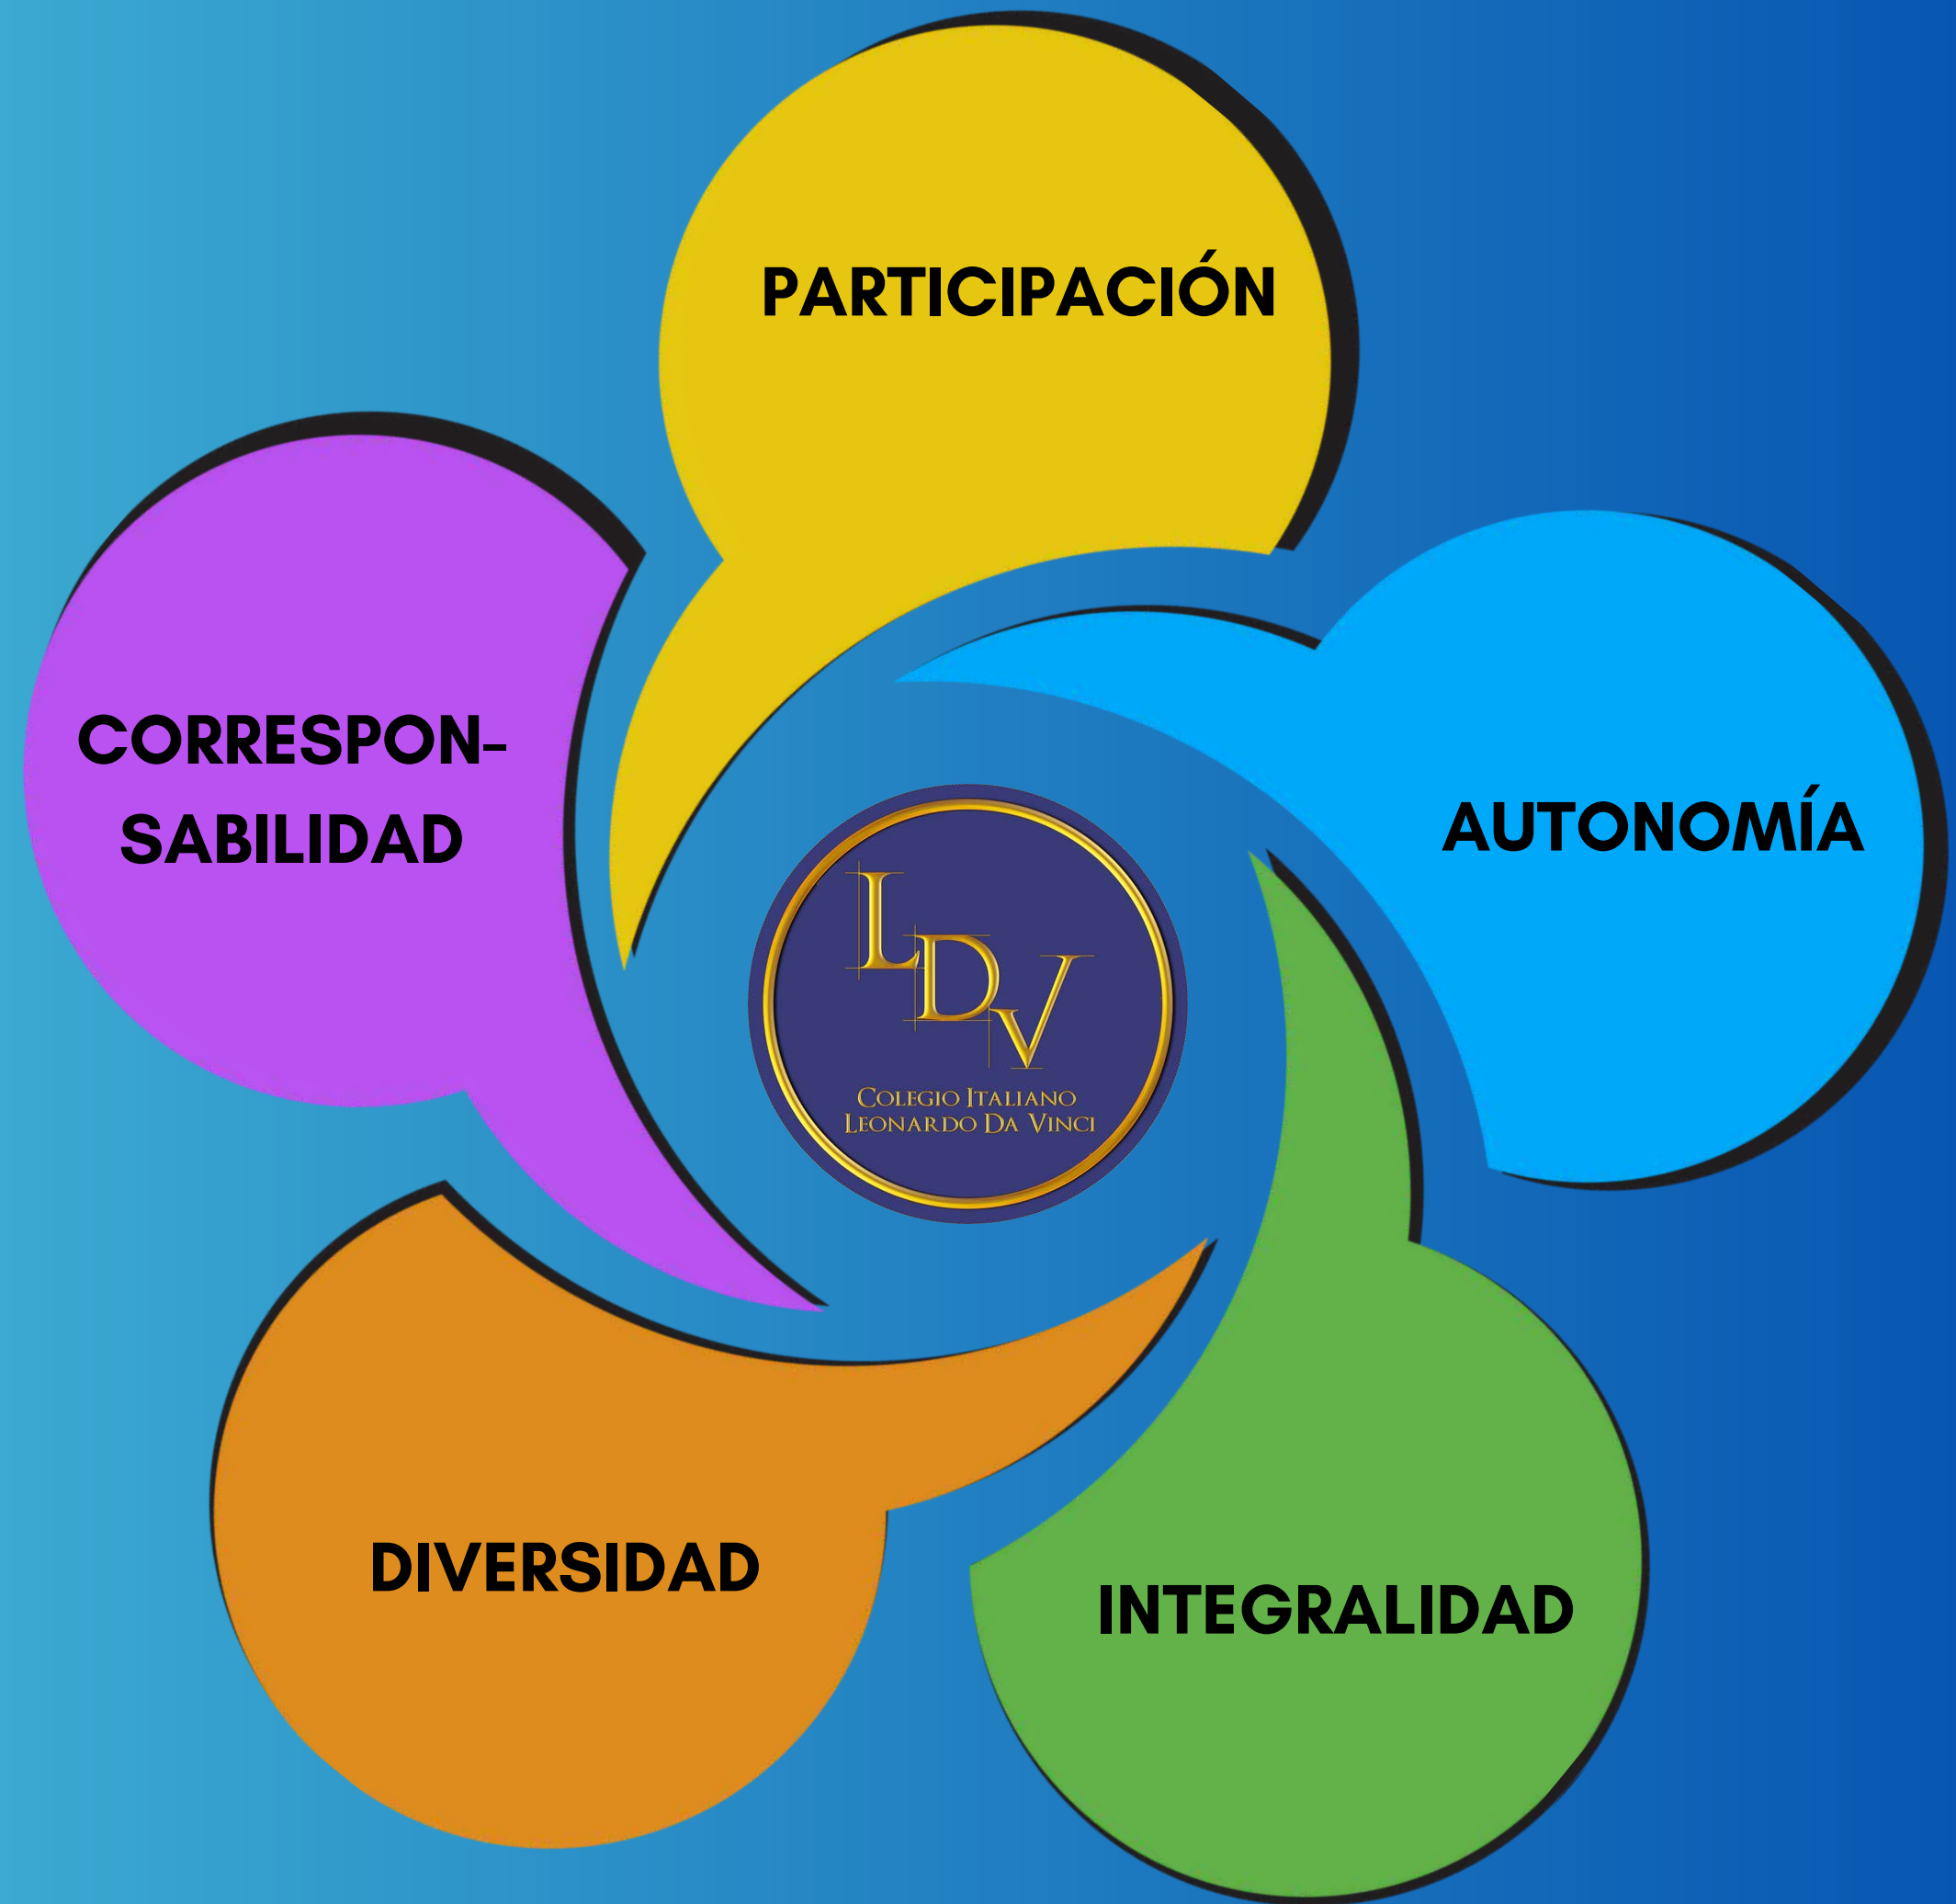 PARTICIPACIÓN
AUTONOMÍA
CORRESPON-
SABILIDAD
LDV
COLEGIO ITALIANO
LEONARDO DA VINCI
DIVERSIDAD
INTEGRALIDAD